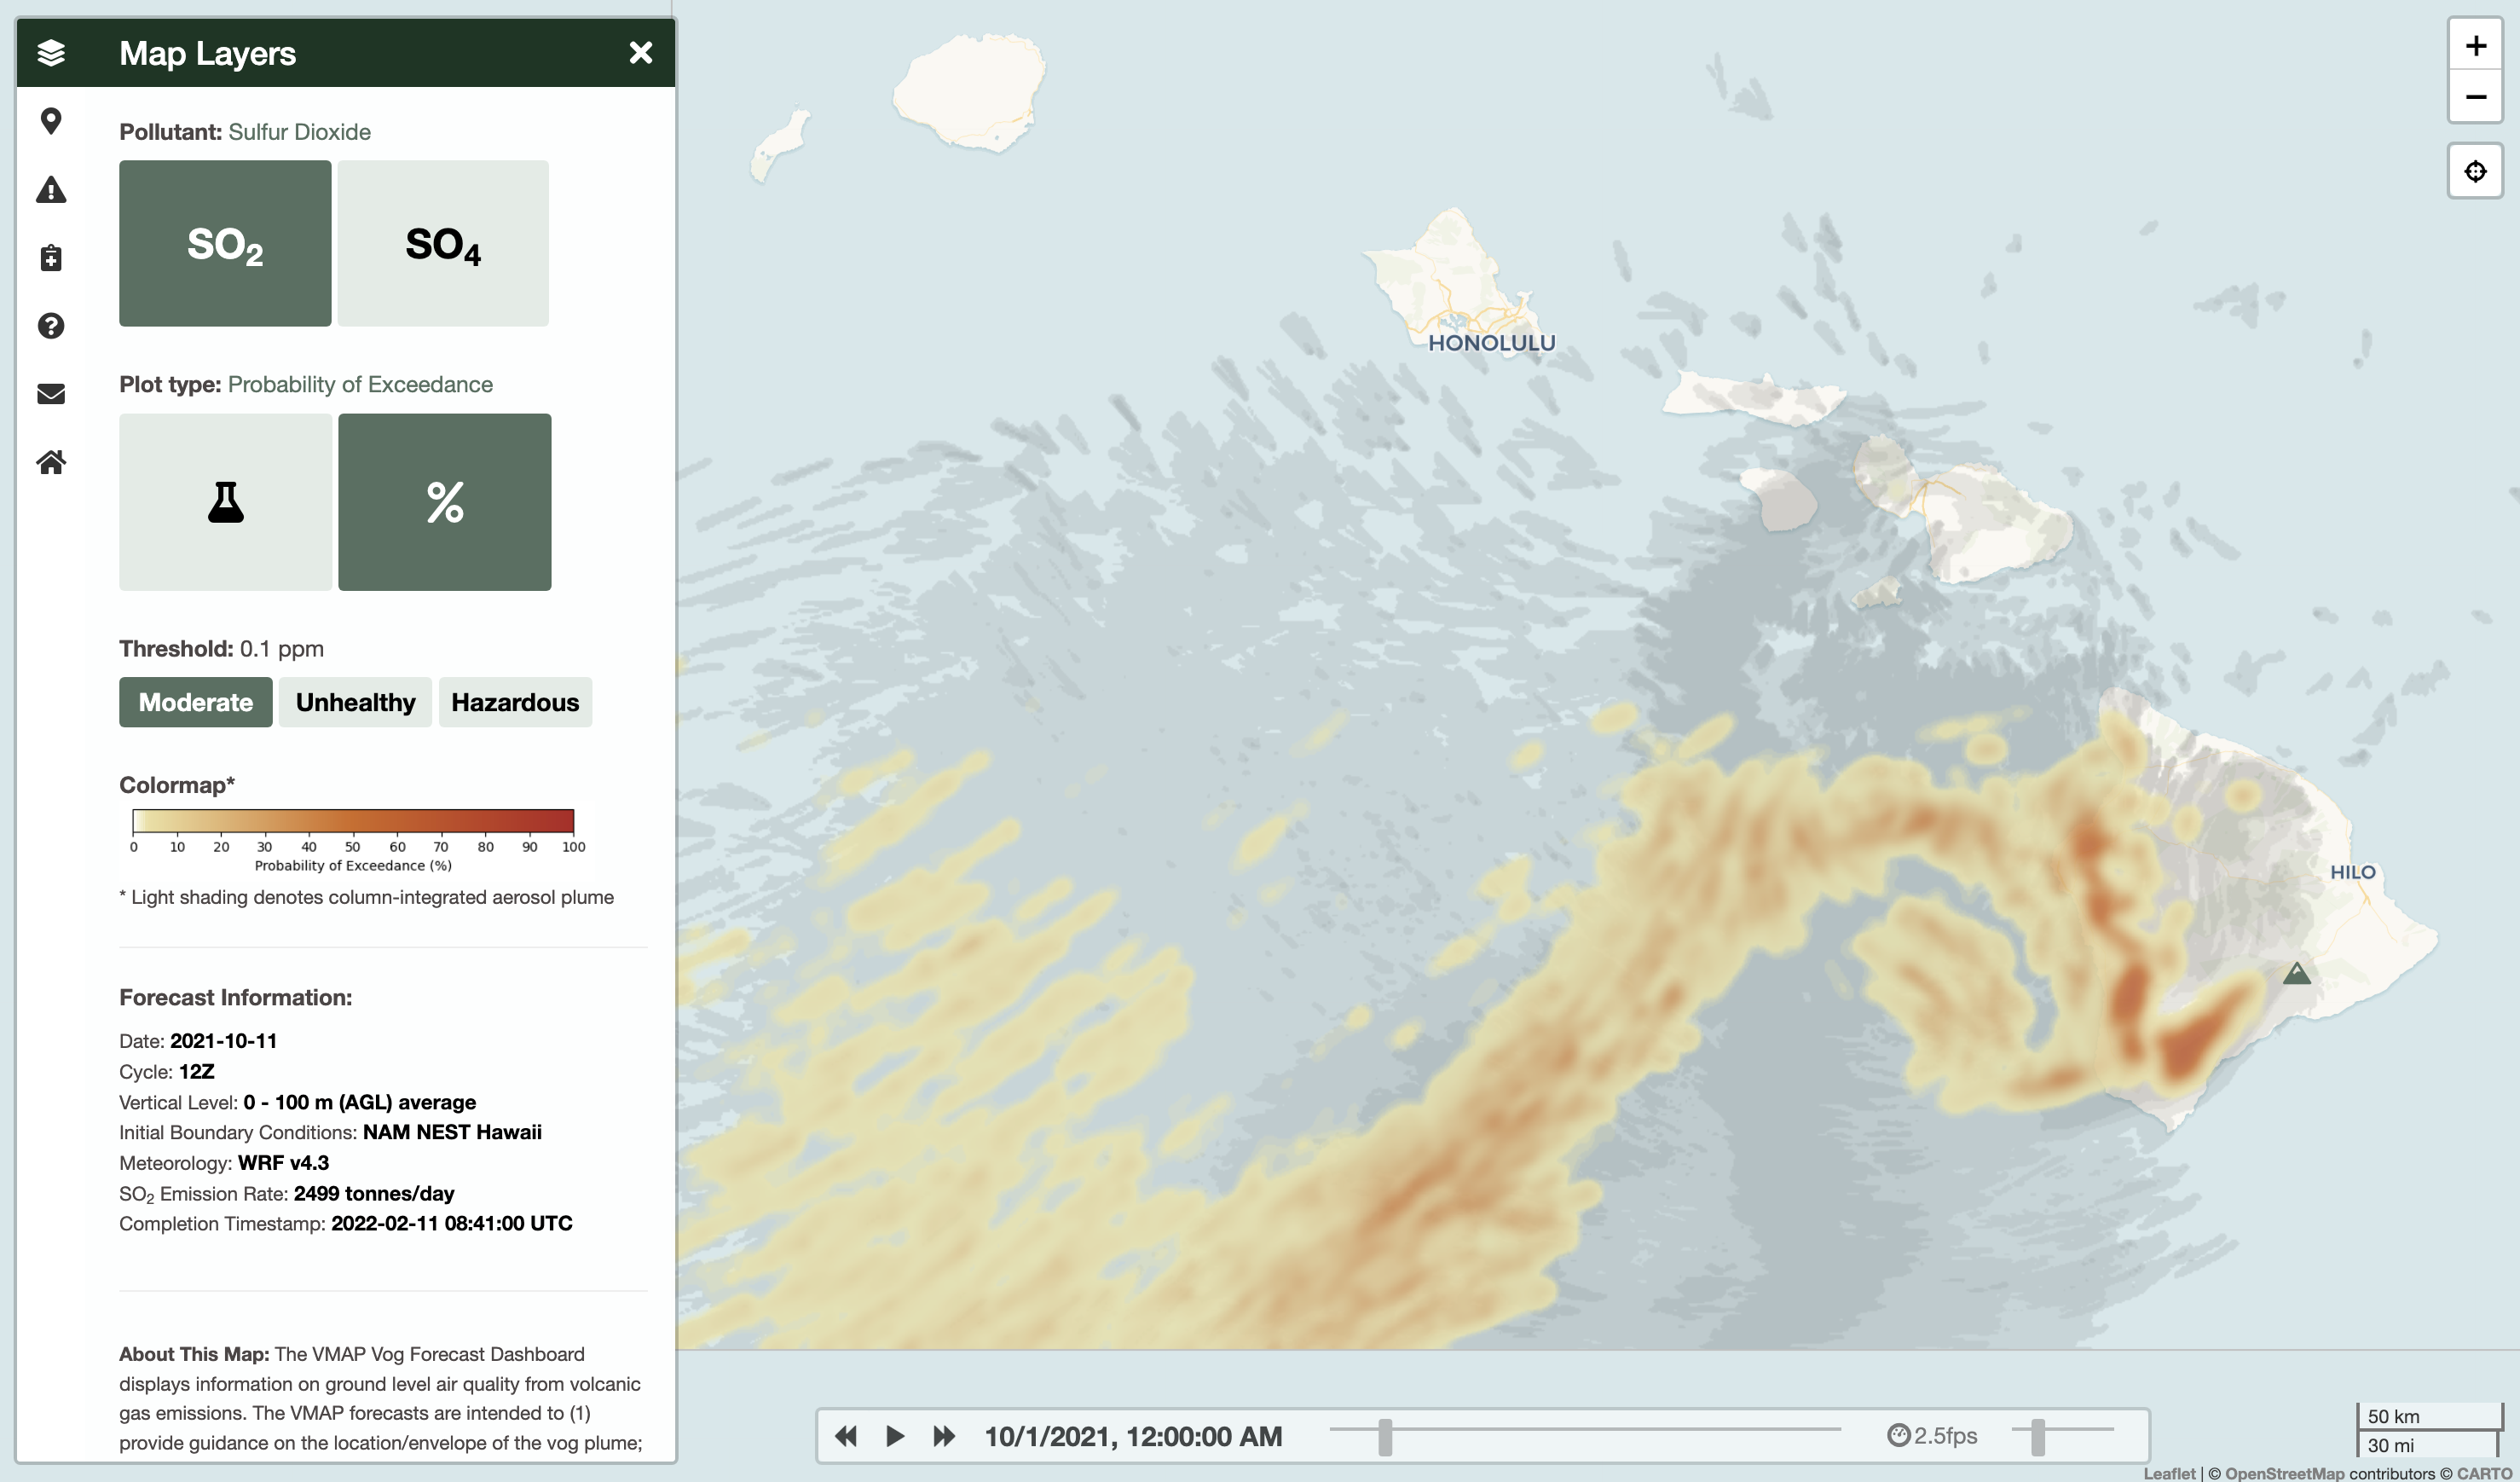 Map Layers
Pollutant: Sulfur Dioxide
SO₂ SO₄
Plot type: Probability of Exceedance
%
Threshold: 0.1 ppm
Moderate Unhealthy Hazardous
Colormap*
0 10 20 30 40 50 60 70 80 90 100
Probability of Exceedance (%)
* Light shading denotes column-integrated aerosol plume
Forecast Information:
Date: 2021-10-11
Cycle: 12Z
Vertical Level: 0 - 100 m (AGL) average
Initial Boundary Conditions: NAM NEST Hawaii
Meteorology: WRF v4.3
SO₂ Emission Rate: 2499 tonnes/day
Completion Timestamp: 2022-02-11 08:41:00 UTC
About This Map: The VMAP Vog Forecast Dashboard
displays information on ground level air quality from volcanic
gas emissions. The VMAP forecasts are intended to (1)
provide guidance on the location/envelope of the vog plume;
HONOLULU
HILO
+
−
10/1/2021, 12:00:00 AM
2.5fps
50 km
30 mi
Leaflet | © OpenStreetMap contributors © CARTO